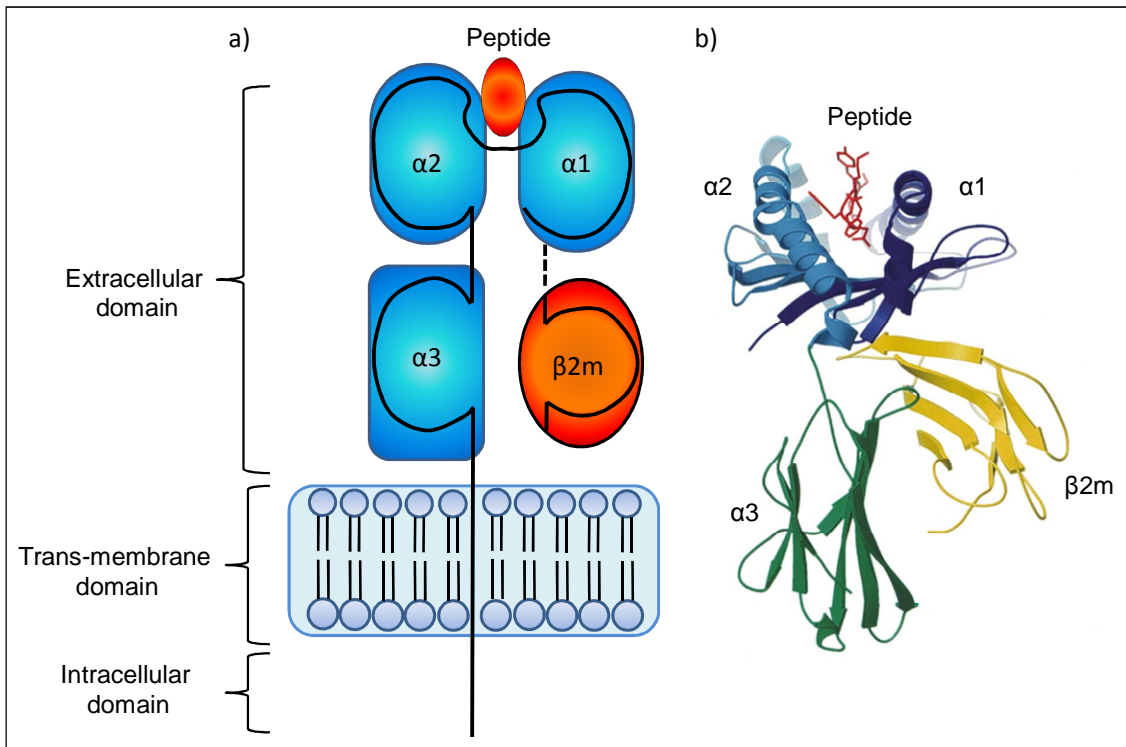 a)
Peptide
α2
α1
Extracellular
domain
α3
β2m
Trans-membrane
domain
Intracellular
domain
b)
Peptide
α2
α1
β2m
α3